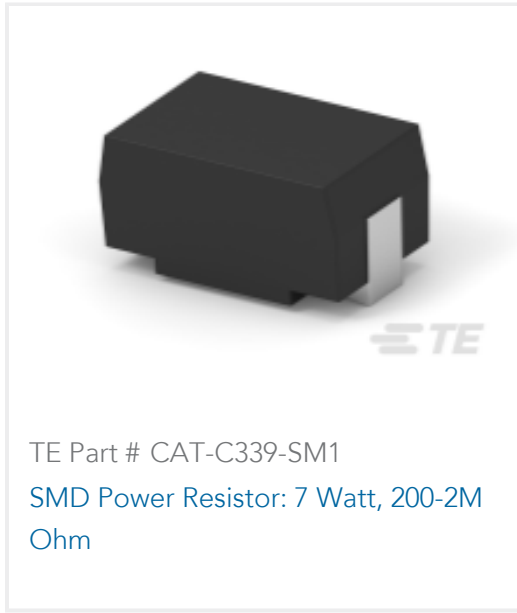 TE
TE Part # CAT-C339-SM1
SMD Power Resistor: 7 Watt, 200-2M
Ohm